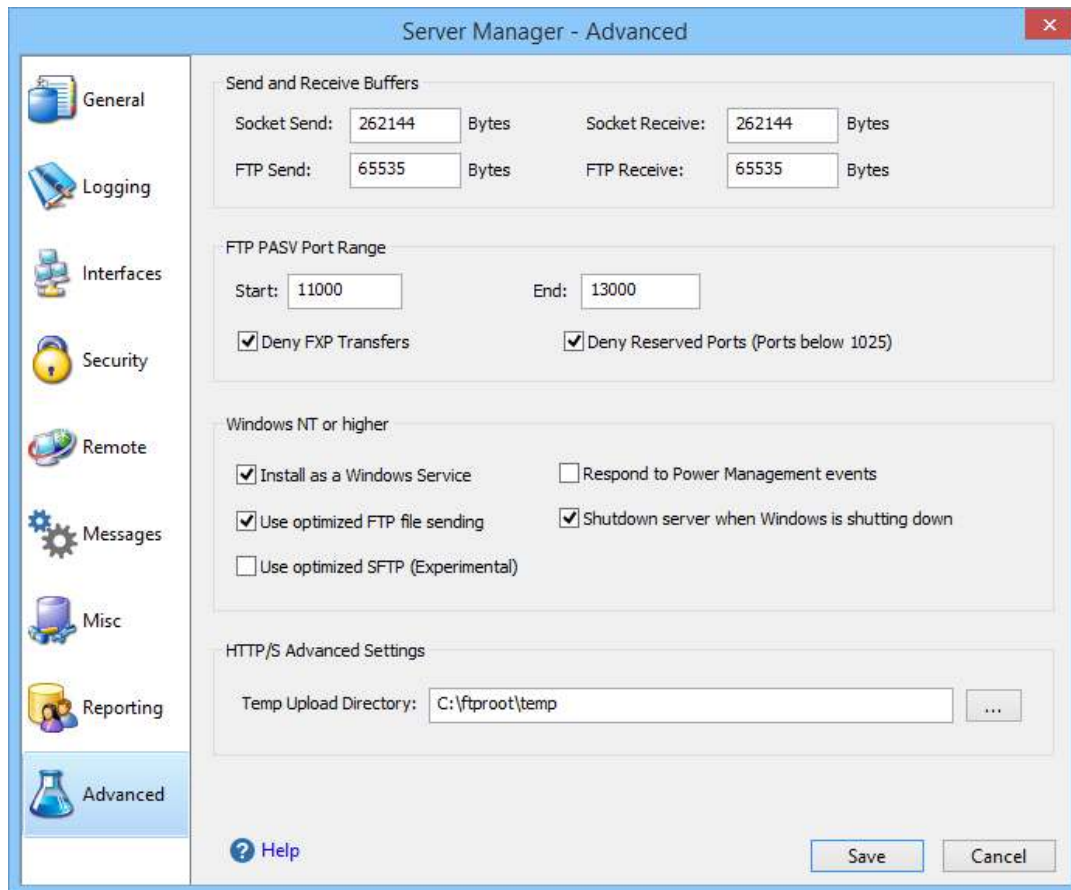 Server Manager - Advanced
General
Logging
Interfaces
Security
Remote
Messages
Misc
Reporting
Advanced
Send and Receive Buffers
Socket Send: 262144 Bytes Socket Receive: 262144 Bytes
FTP Send: 65535 Bytes FTP Receive: 65535 Bytes
FTP PASV Port Range
Start: 11000 End: 13000
Deny FXP Transfers Deny Reserved Ports (Ports below 1025)
Windows NT or higher
Install as a Windows Service Respond to Power Management events
Use optimized FTP file sending Shutdown server when Windows is shutting down
Use optimized SFTP (Experimental)
HTTP/S Advanced Settings
Temp Upload Directory: C:\ftproot\temp ...
Help Save Cancel